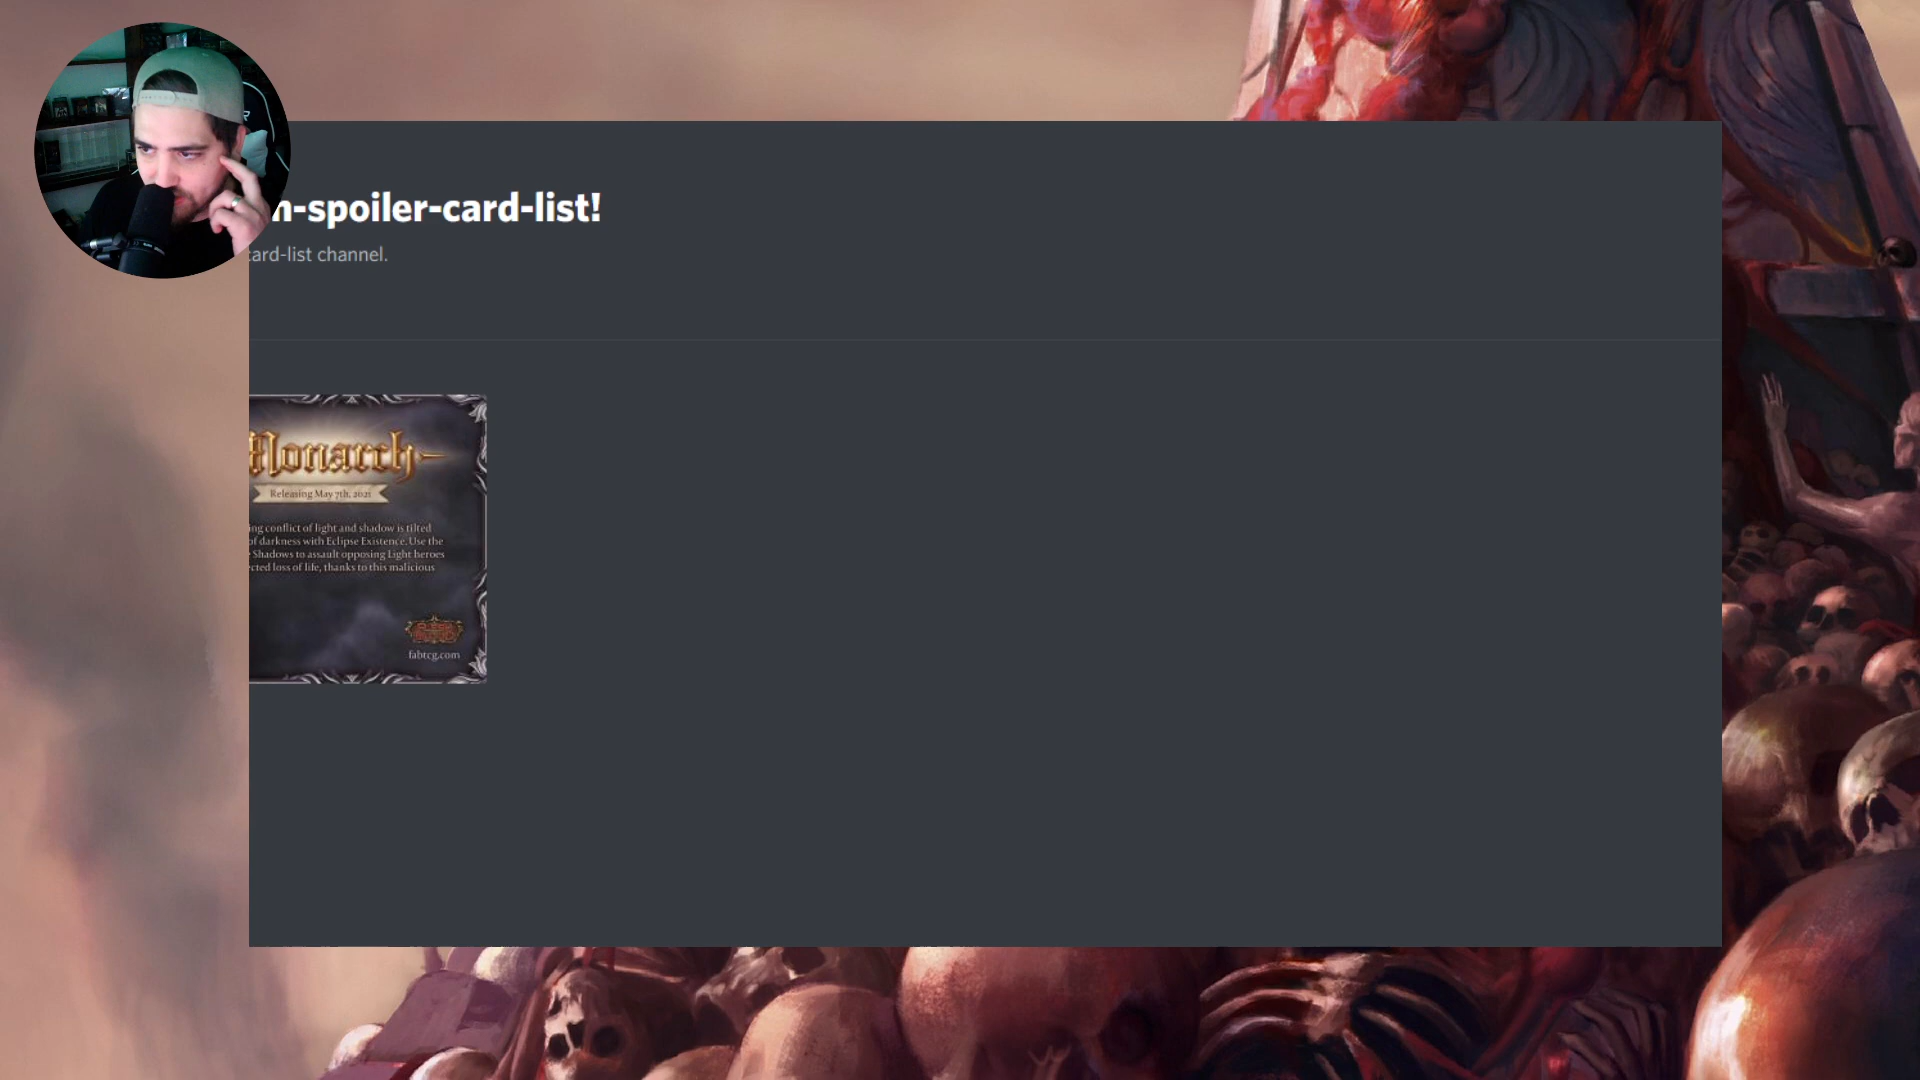 n-spoiler-card-list!
card-list channel.
Monarch
Releasing May 7th, 2021
ing conflict of light and shadow is tilted
of darkness with Eclipse Existence. Use the
Shadows to assault opposing Light heroes
cted loss of life, thanks to this malicious
fabtcg.com